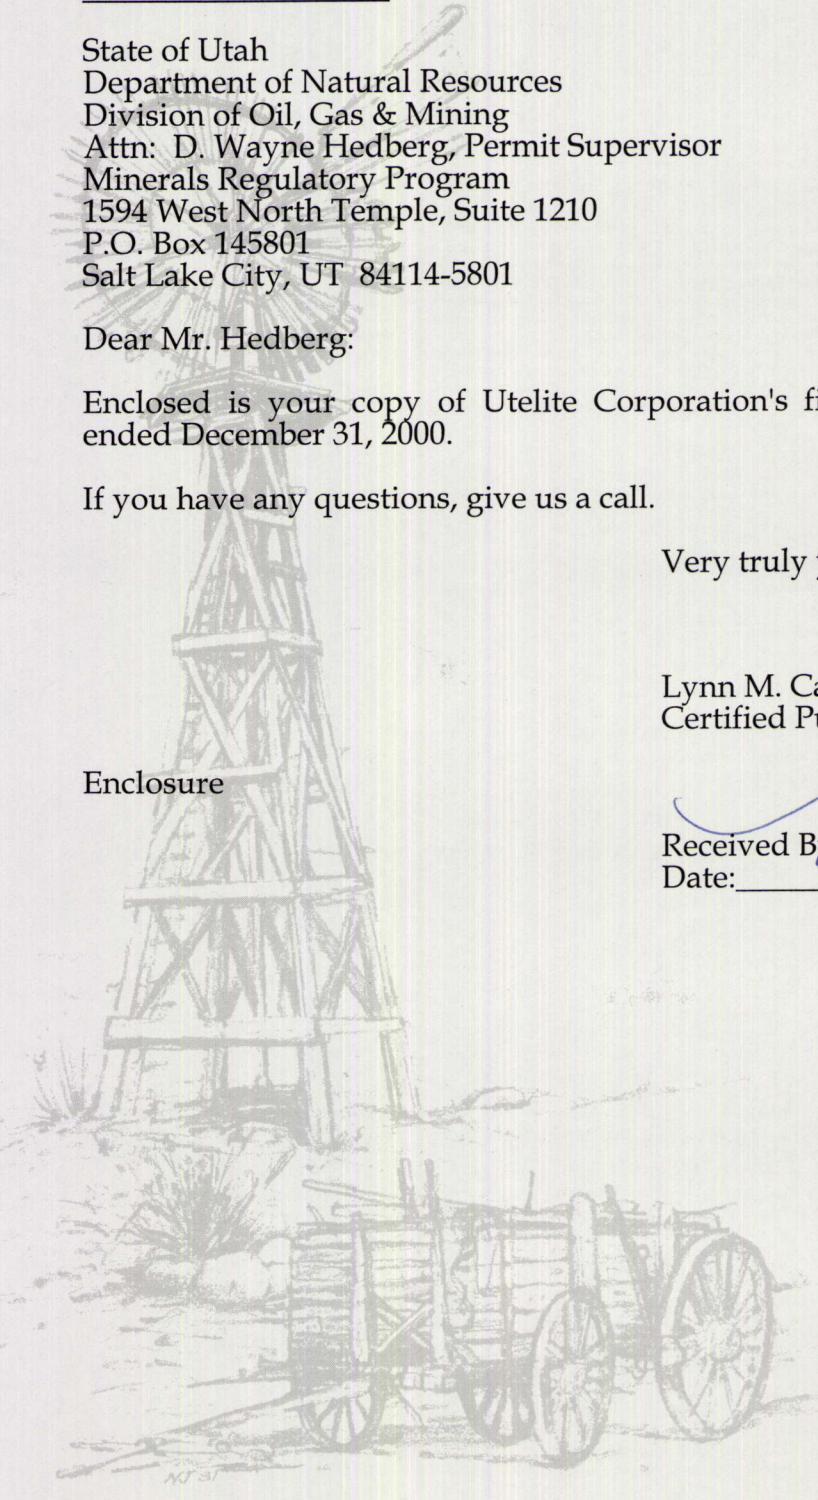 State of Utah
Department of Natural Resources
Division of Oil, Gas & Mining
Attn: D. Wayne Hedberg, Permit Supervisor
Minerals Regulatory Program
1594 West North Temple, Suite 1210
P.O. Box 145801
Salt Lake City, UT 84114-5801
Dear Mr. Hedberg:
Enclosed is your copy of Utelite Corporation's
ended December 31, 2000.
If you have any questions, give us a call.
Very truly
Lynn M.
Certified
Enclosure
Received
Date: